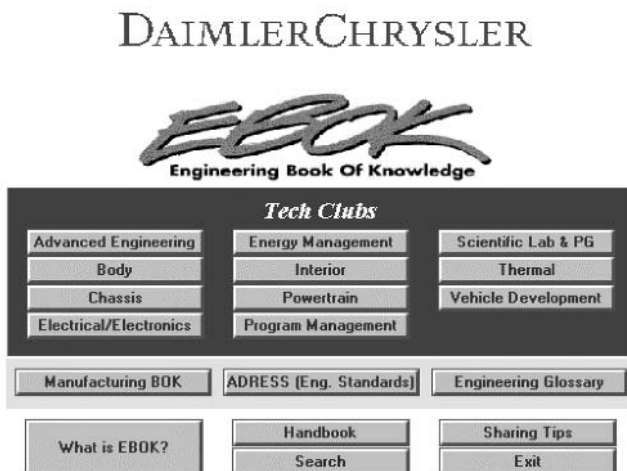 DAIMLERCHRYSLER
EBOK
Engineering Book Of Knowledge
Tech Clubs
Advanced Engineering Energy Management Scientific Lab & PG
Body Interior Thermal
Chassis Powertrain Vehicle Development
Electrical/Electronics Program Management
Manufacturing BOK ADRESS (Eng. Standards) Engineering Glossary
What is EBOK? Handbook Sharing Tips
Search Exit